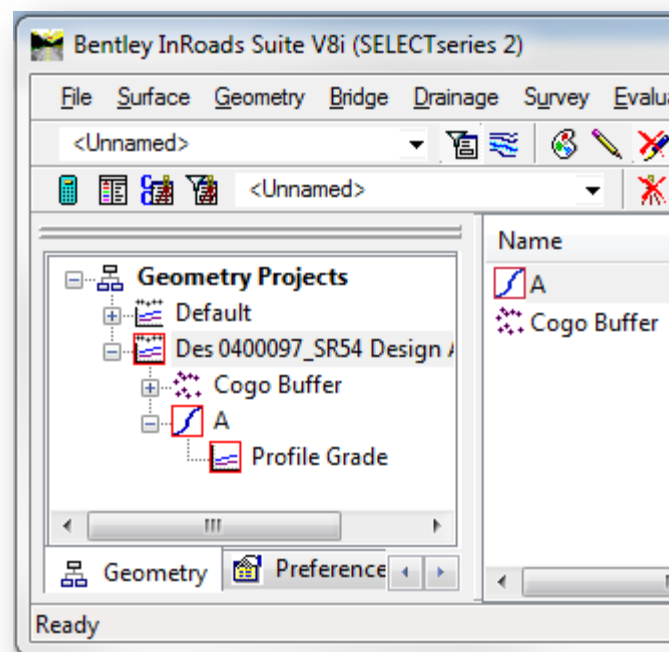 Bentley InRoads Suite V8i (SELECTseries 2)
File Surface Geometry Bridge Drainage Survey
<Unnamed>
<Unnamed>
Name
Geometry Projects
Default
Des 0400097_SR54 Design
Cogo Buffer
A
Profile Grade
A
Cogo Buffer
Geometry Preference
Ready